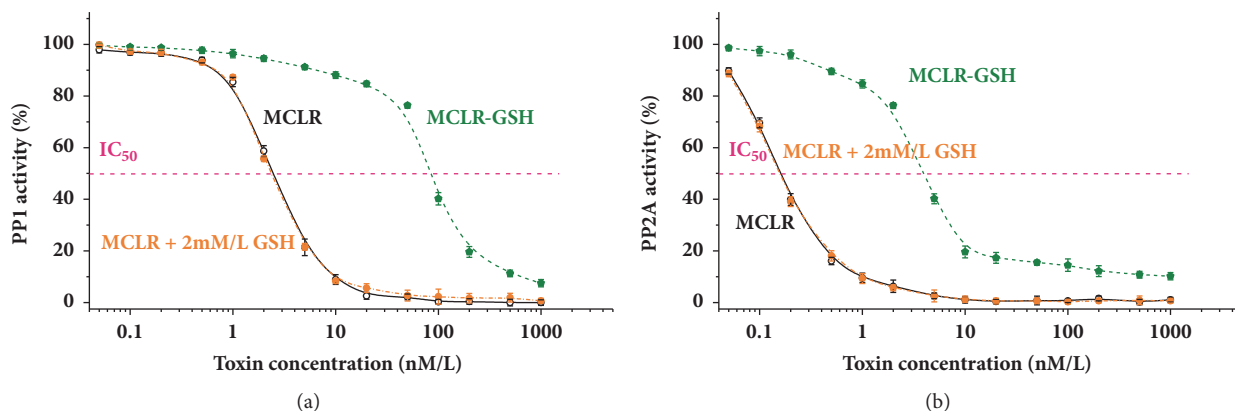 PP1 activity (%)
100
80
60
40
20
0
IC50
MCLR
MCLR-GSH
MCLR + 2mM/L GSH
0.1 1 10 100 1000
Toxin concentration (nM/L)
(a)
PP2A activity (%)
100
80
60
40
20
0
MCLR-GSH
IC50
MCLR + 2mM/L GSH
MCLR
0.1 1 10 100 1000
Toxin concentration (nM/L)
(b)